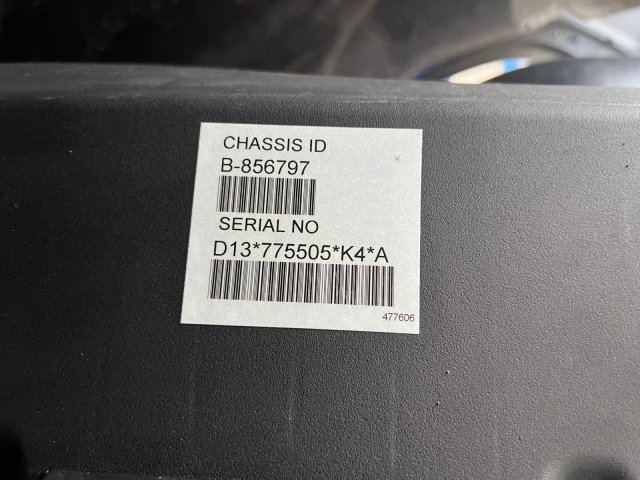 CHASSIS ID
B-856797
SERIAL NO
D13*775505*K4*A
477606